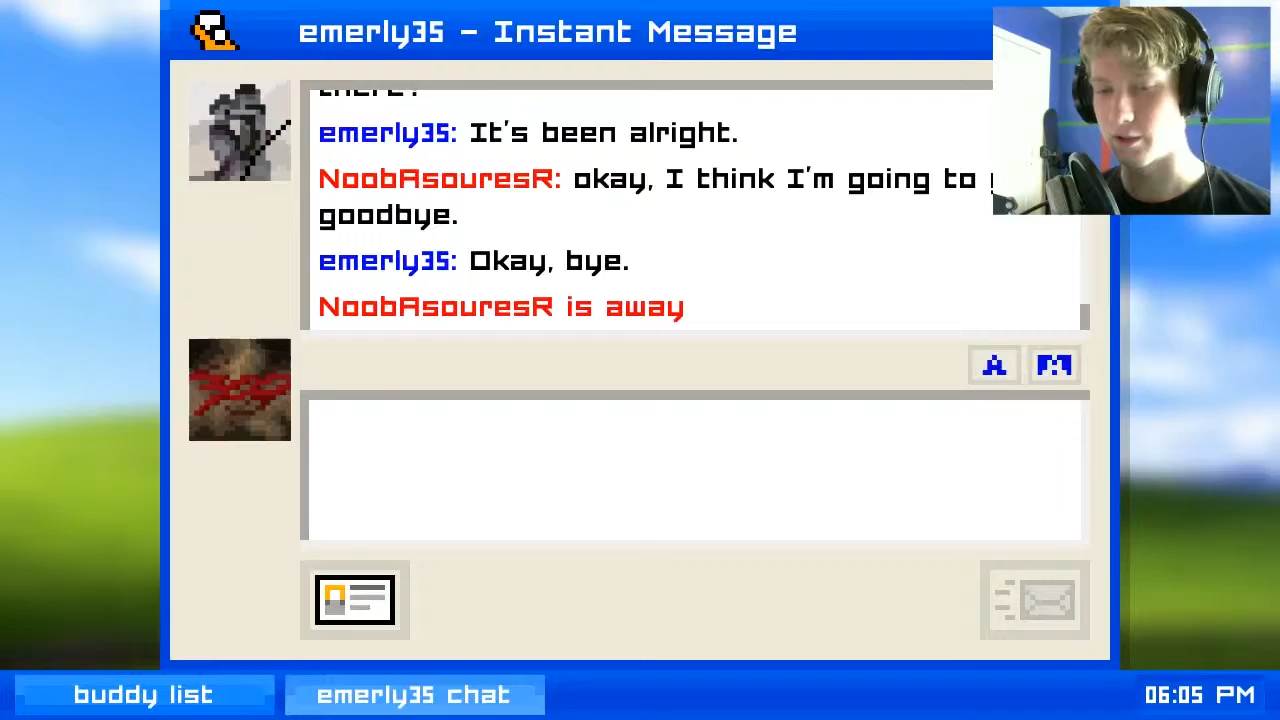 emerly35 - Instant Message
emerly35: It's been alright.
NoobAsouresR: okay, I think I'm going to
goodbye.
emerly35: Okay, bye.
NoobAsouresR is away
A
buddy list
emerly35 chat
06:05 PM